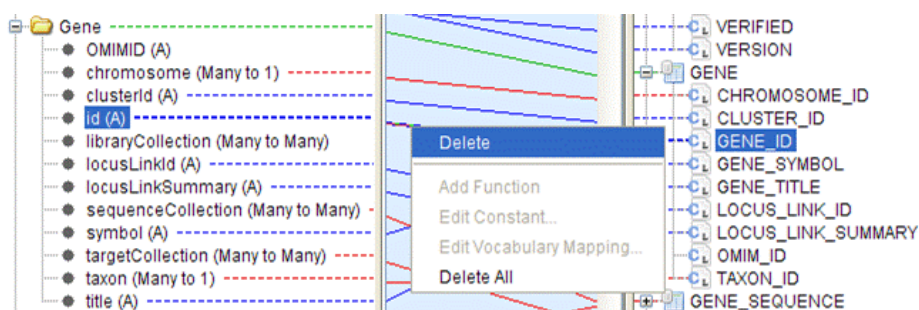 Gene
OMIMID (A)
chromosome (Many to 1)
clusterId (A)
id (A)
libraryCollection (Many to Many)
locusLinkId (A)
locusLinkSummary (A)
sequenceCollection (Many to Many)
symbol (A)
targetCollection (Many to Many)
taxon (Many to 1)
title (A)
Delete
Add Function
Edit Constant...
Edit Vocabulary Mapping...
Delete All
VERIFIED
VERSION
GENE
CHROMOSOME_ID
CLUSTER_ID
GENE_ID
GENE_SYMBOL
GENE_TITLE
LOCUS_LINK_ID
LOCUS_LINK_SUMMARY
OMIM_ID
TAXON_ID
GENE_SEQUENCE